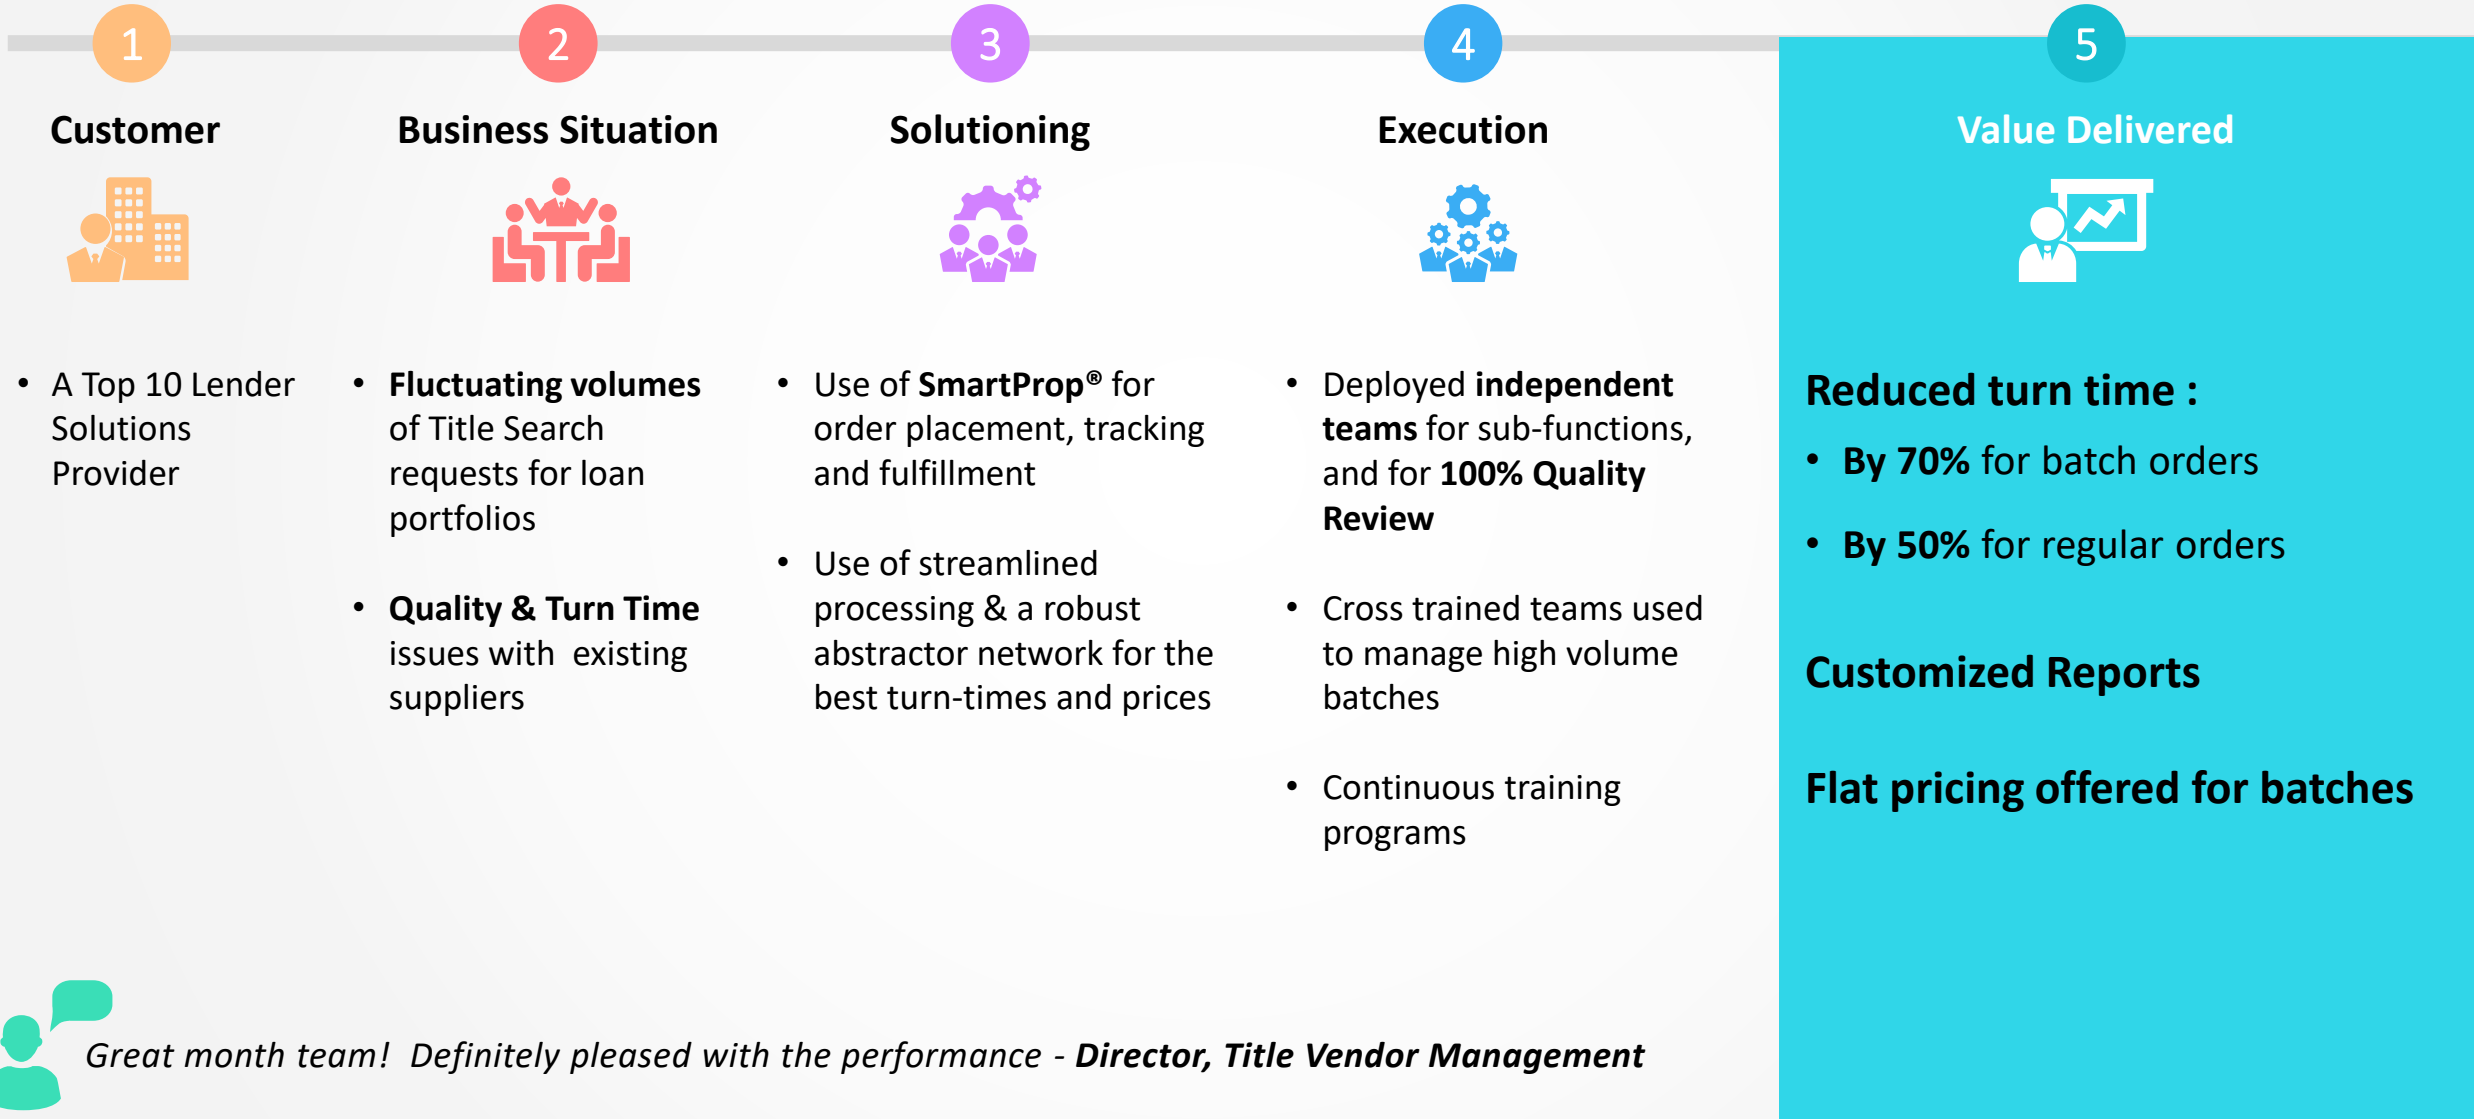 1
Customer
• A Top 10 Lender
Solutions
Provider
2
Business Situation
• Fluctuating volumes
of Title Search
requests for loan
portfolios
• Quality & Turn Time
issues with  existing
suppliers
3
Solutioning
• Use of SmartProp® for
order placement, tracking
and fulfillment
• Use of streamlined
processing & a robust
abstractor network for the
best turn-times and prices
4
Execution
• Deployed independent
teams for sub-functions,
and for 100% Quality
Review
• Cross trained teams used
to manage high volume
batches
• Continuous training
programs
5
Value Delivered
Reduced turn time :
• By 70% for batch orders
• By 50% for regular orders
Customized Reports
Flat pricing offered for batches
Great month team!  Definitely pleased with the performance - Director, Title Vendor Management